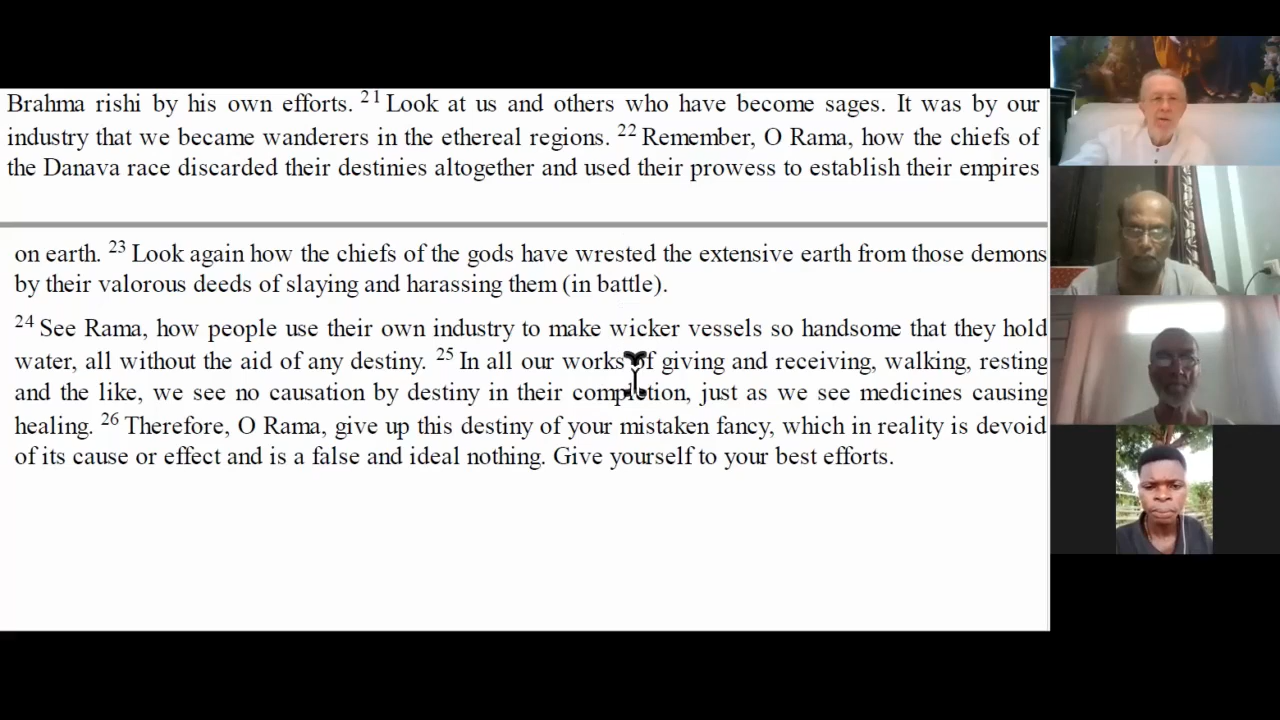 Brahma rishi by his own efforts. 21 Look at us and others who have become sages. It was by our
industry that we became wanderers in the ethereal regions. 22 Remember, O Rama, how the chiefs of
the Danava race discarded their destinies altogether and used their prowess to establish their empires
on earth. 23 Look again how the chiefs of the gods have wrested the extensive earth from those demons
by their valorous deeds of slaying and harassing them (in battle).
24 See Rama, how people use their own industry to make wicker vessels so handsome that they hold
water, all without the aid of any destiny. 25 In all our works of giving and receiving, walking, resting
and the like, we see no causation by destiny in their completion, just as we see medicines causing
healing. 26 Therefore, O Rama, give up this destiny of your mistaken fancy, which in reality is devoid
of its cause or effect and is a false and ideal nothing. Give yourself to your best efforts.